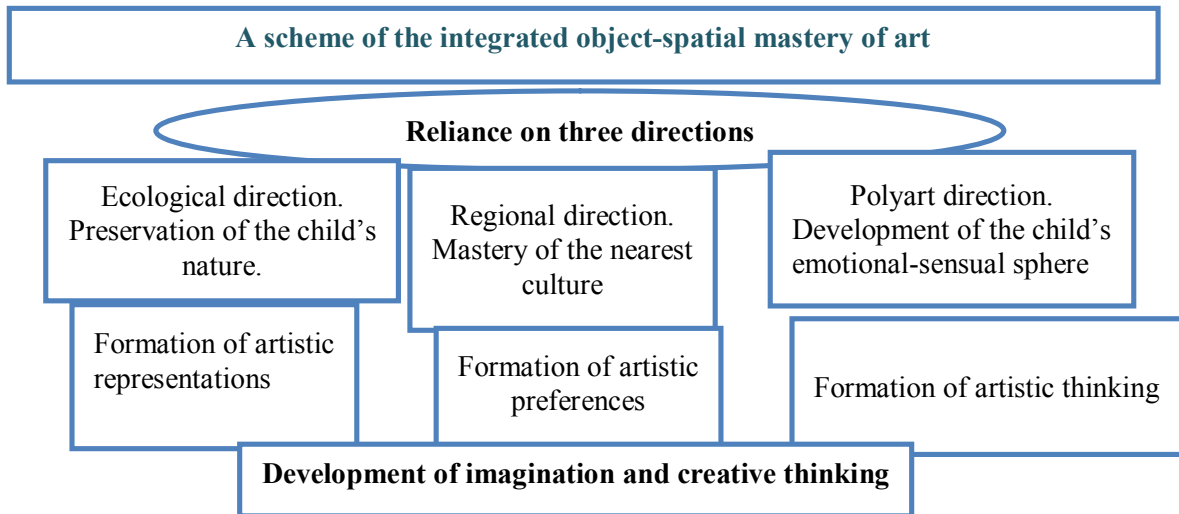 A scheme of the integrated object-spatial mastery of art
Reliance on three directions
Ecological direction.
Preservation of the child’s
nature.
Regional direction.
Mastery of the nearest
culture
Polyart direction.
Development of the child’s
emotional-sensual sphere
Formation of artistic
representations
Formation of artistic
preferences
Formation of artistic thinking
Development of imagination and creative thinking